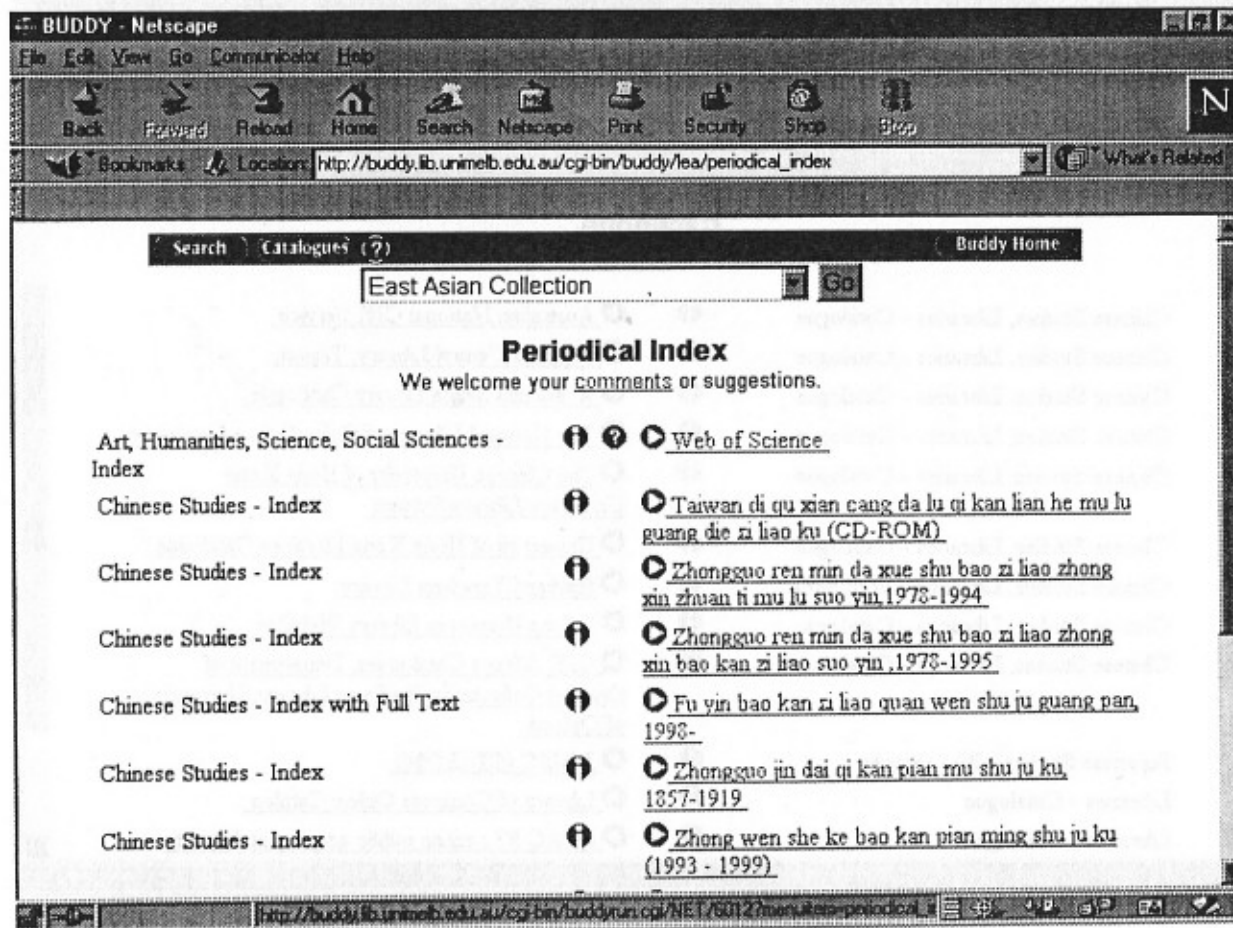 BUDDY - Netscape
File Edit View Go Communicator Help
Back Forward Reload Home Search Netscape Print Security Shop Stop
N
Bookmarks Location: http://buddy.lib.unimelb.edu.au/cgi-bin/buddy/lea/periodical_index What's Related
Search Catalogues (?) Buddy Home
East Asian Collection Go
Periodical Index
We welcome your comments or suggestions.
Art, Humanities, Science, Social Sciences - Web of Science
Index
Chinese Studies - Index Taiwan di qu xian cang da lu qi kan lian he mu lu
guang die zi liao ku (CD-ROM)
Chinese Studies - Index Zhongguo ren min da xue shu bao zi liao zhong
xin zhuan ti mu lu suo yin,1978-1994
Chinese Studies - Index Zhongguo ren min da xue shu bao zi liao zhong
xin bao kan zi liao suo yin ,1978-1995
Chinese Studies - Index with Full Text Fu yin bao kan zi liao quan wen shu ju guang pan,
1998-
Chinese Studies - Index Zhongguo jin dai qi kan pian mu shu ju ku,
1857-1919
Chinese Studies - Index Zhong wen she ke bao kan pian ming shu ju ku
(1993 - 1999)